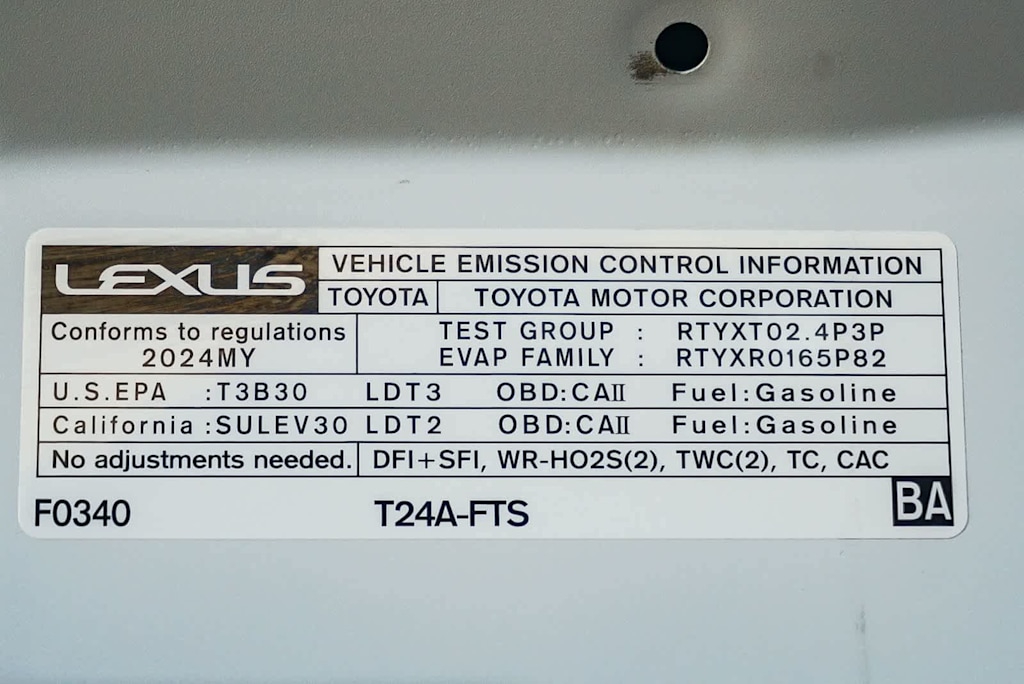 LEXUS VEHICLE EMISSION CONTROL INFORMATION
TOYOTA TOYOTA MOTOR CORPORATION
Conforms to regulations TEST GROUP : RTYXT02.4P3P
2024MY EVAP FAMILY : RTYXR0165P82
U.S.EPA :T3B30 LDT3 OBD:CAII Fuel:Gasoline
California :SULEV30 LDT2 OBD:CAII Fuel:Gasoline
No adjustments needed. DFI+SFI, WR-HO2S(2), TWC(2), TC, CAC
F0340 T24A-FTS BA